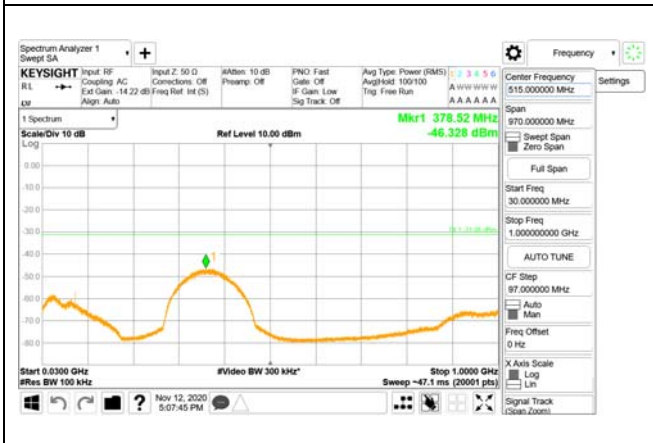 Spectrum Analyzer 1
Swept SA
+
Frequency
KEYSIGHT
Input: RF
Input Z: 50 Ω
#Atten: 10 dB
PNO: Fast
Avg Type: Power (RMS)
1 2 3 4 5 6
RL
Coupling: AC
Corrections: Off
Preamp: Off
Gate: Off
Avg|Hold: 100/100
A W W W W W
Ext Gain: -14.22 dB
Freq Ref: Int (S)
IF Gain: Low
Trig: Free Run
Align: Auto
Sig Track: Off
A A A A A A
1 Spectrum
Mkr1 378.52 MHz
Scale/Div 10 dB
Ref Level 10.00 dBm
-46.328 dBm
Log
0.00
-10.0
-20.0
-30.0
-40.0
-50.0
-60.0
-70.0
-80.0
1
Start 0.0300 GHz
#Video BW 300 kHz*
Stop 1.0000 GHz
#Res BW 100 kHz
Sweep ~47.1 ms (20001 pts)
?
Nov 12, 2020
5:07:45 PM
Center Frequency
515.000000 MHz
Settings
Span
970.000000 MHz
Swept Span
Zero Span
Full Span
Start Freq
30.000000 MHz
Stop Freq
1.000000000 GHz
AUTO TUNE
CF Step
97.000000 MHz
Auto
Man
Freq Offset
0 Hz
X Axis Scale
Log
Lin
Signal Track
(Span Zoom)